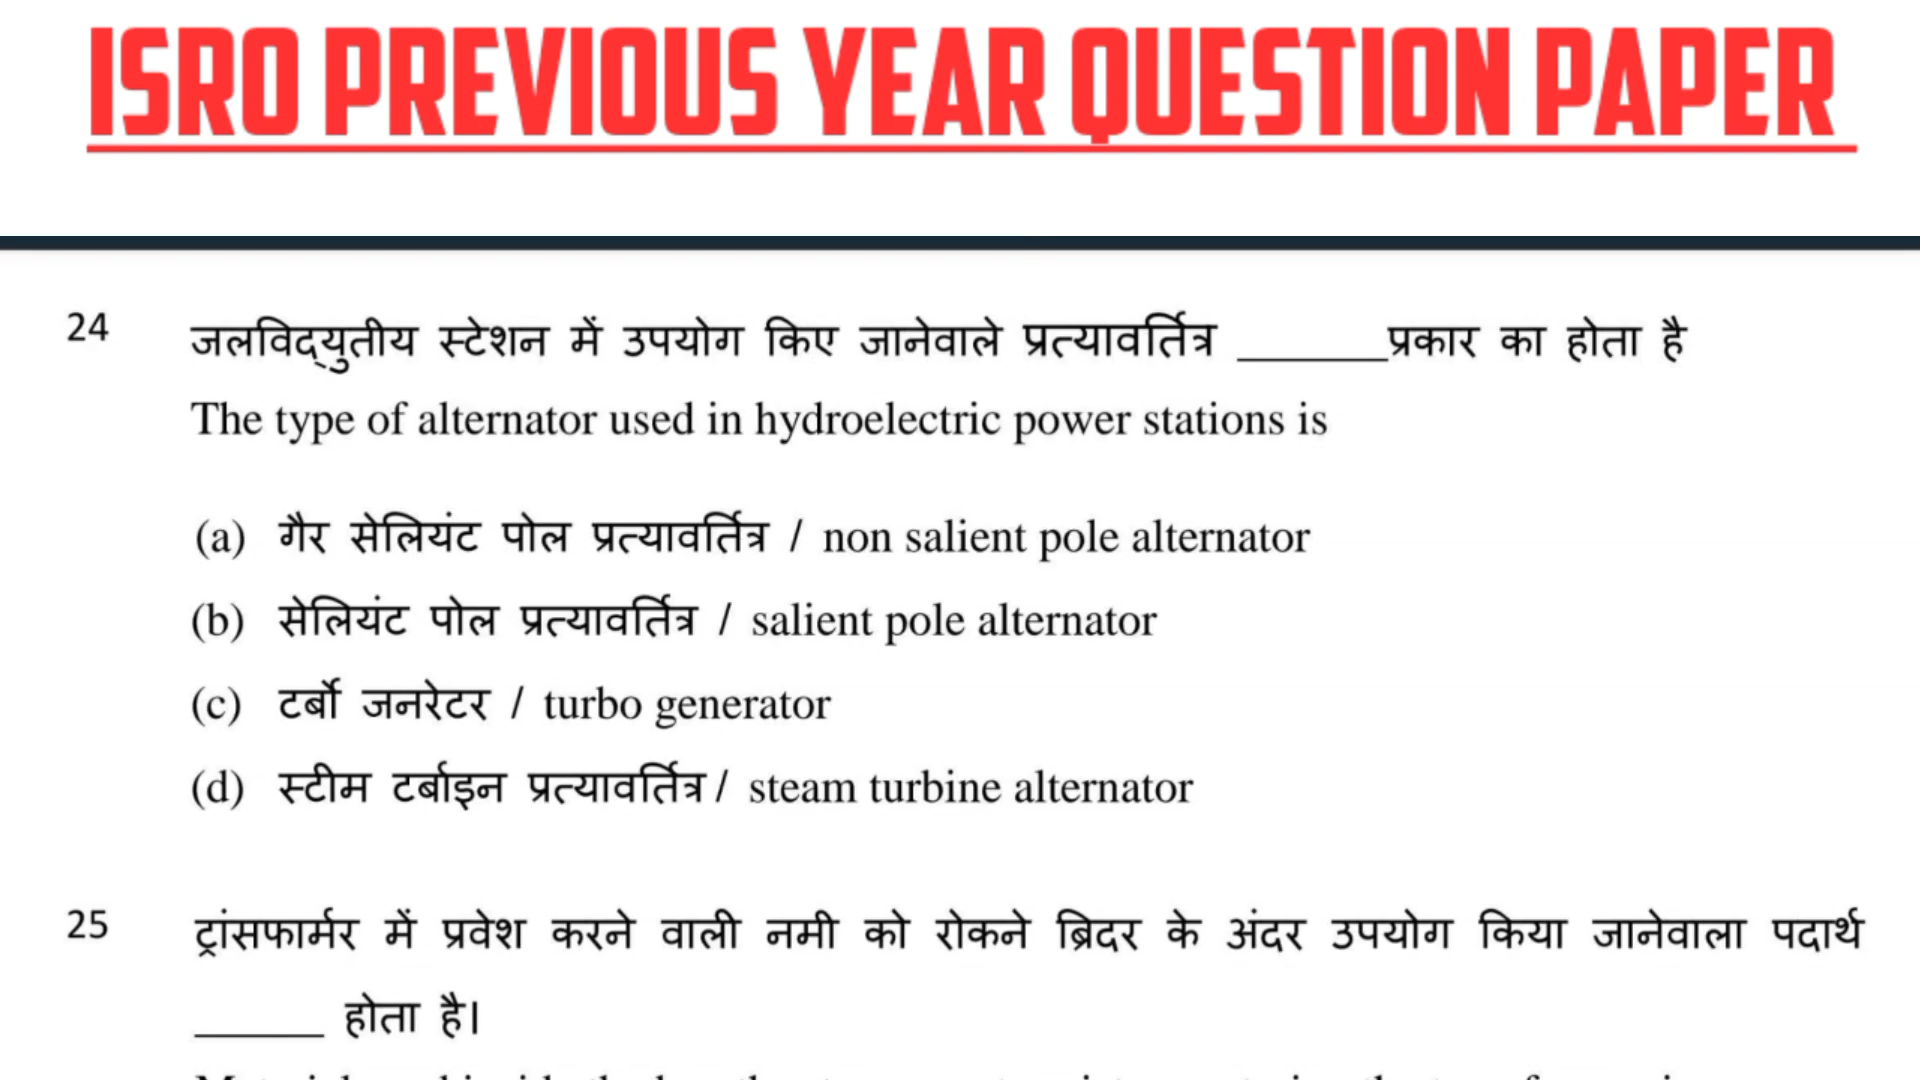 ISRO PREVIOUS YEAR QUESTION PAPER
24 जलविद्युतीय स्टेशन में उपयोग किए जानेवाले प्रत्यावर्तित्र ______प्रकार का होता है
The type of alternator used in hydroelectric power stations is
(a) गैर सेलियंट पोल प्रत्यावर्तित्र / non salient pole alternator
(b) सेलियंट पोल प्रत्यावर्तित्र / salient pole alternator
(c) टर्बो जनरेटर / turbo generator
(d) स्टीम टर्बाइन प्रत्यावर्तित्र/ steam turbine alternator
25 ट्रांसफार्मर में प्रवेश करने वाली नमी को रोकने ब्रिदर के अंदर उपयोग किया जानेवाला पदार्थ
______ होता है।